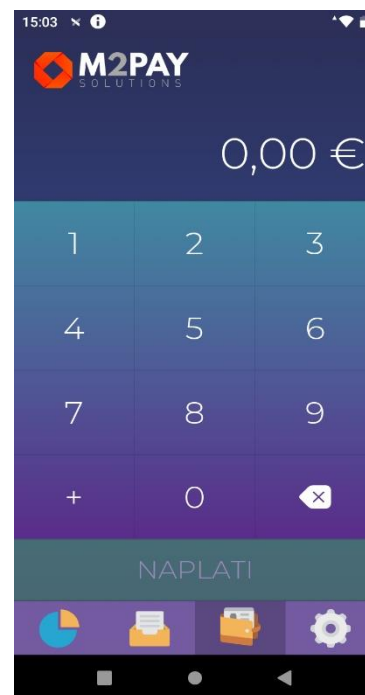 15:03
M2PAY
SOLUTIONS
0,00 €
1 2 3
4 5 6
7 8 9
+ 0
NAPLATI